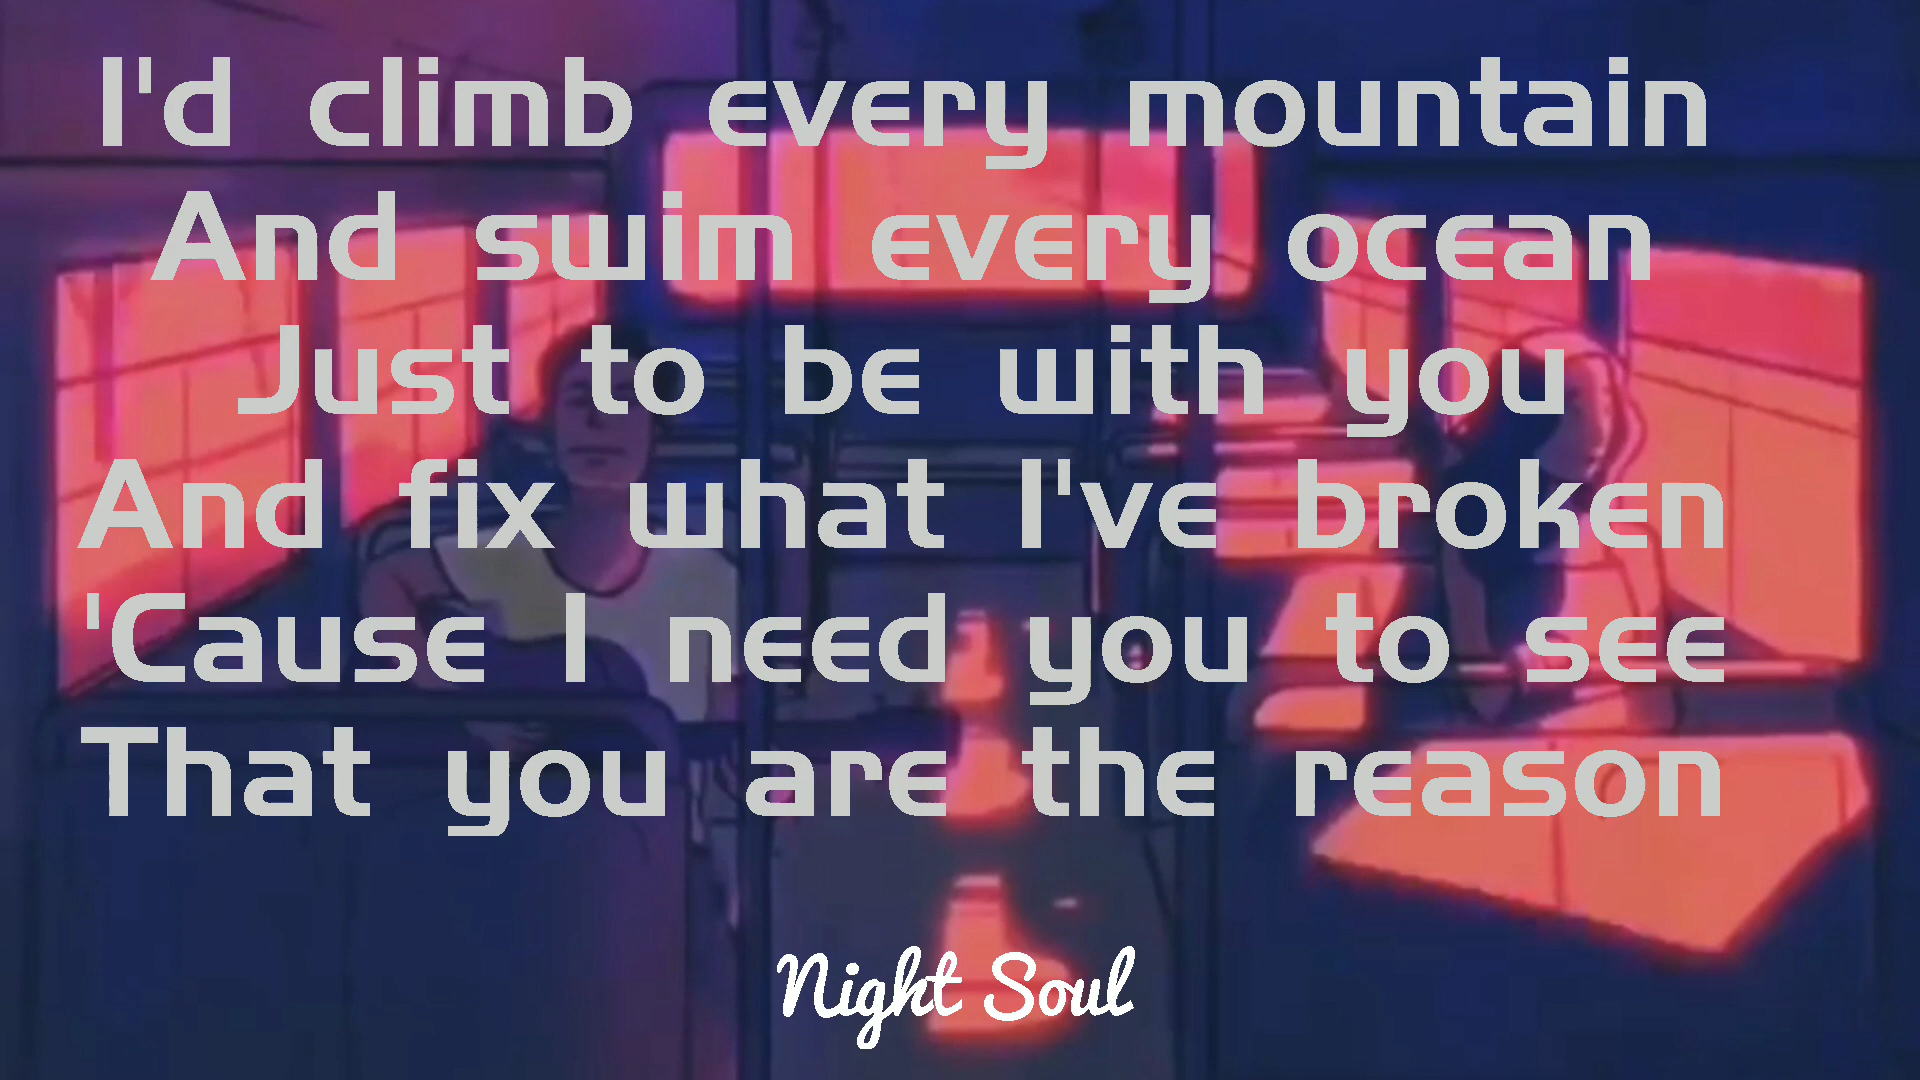 I'd climb every mountain
And swim every ocean
Just to be with you
And fix what I've broken
'Cause I need you to see
That you are the reason
Night Soul